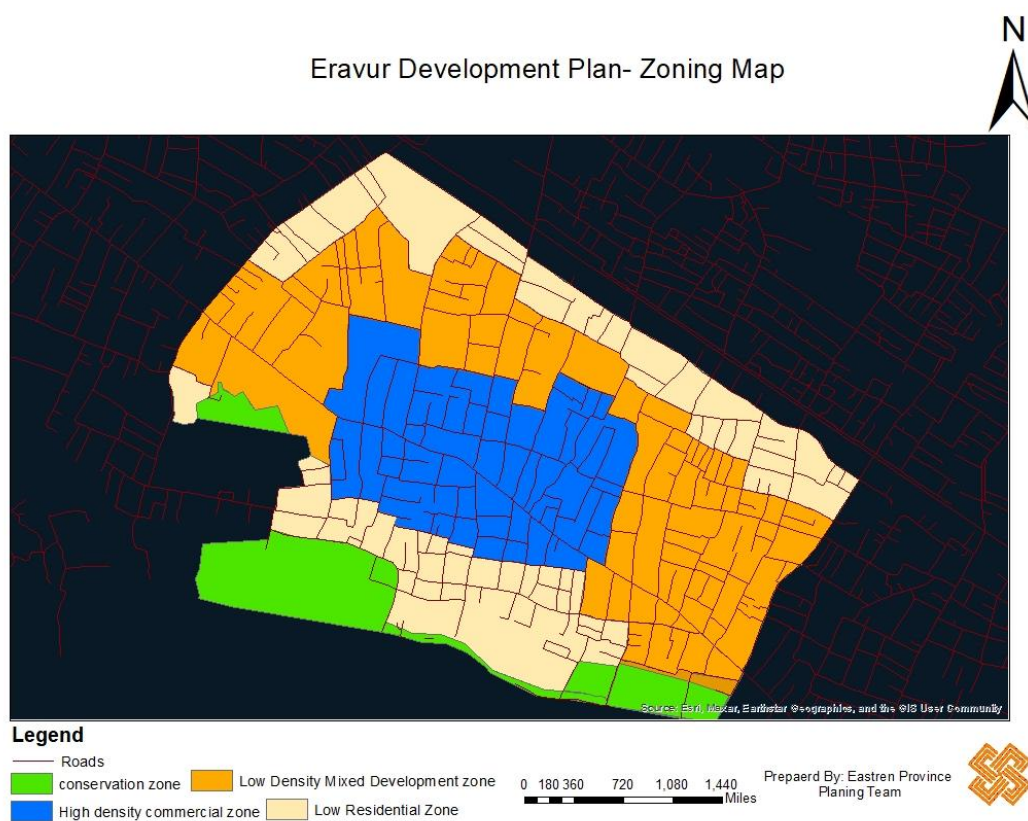 N
Eravur Development Plan- Zoning Map
Source: Esri, Maxar, Earthstar Geographics, and the GIS User Community
Legend
Roads
conservation zone
Low Density Mixed Development zone
High density commercial zone
Low Residential Zone
0 180 360 720 1,080 1,440
Miles
Prepaerd By: Eastren Province
Planing Team